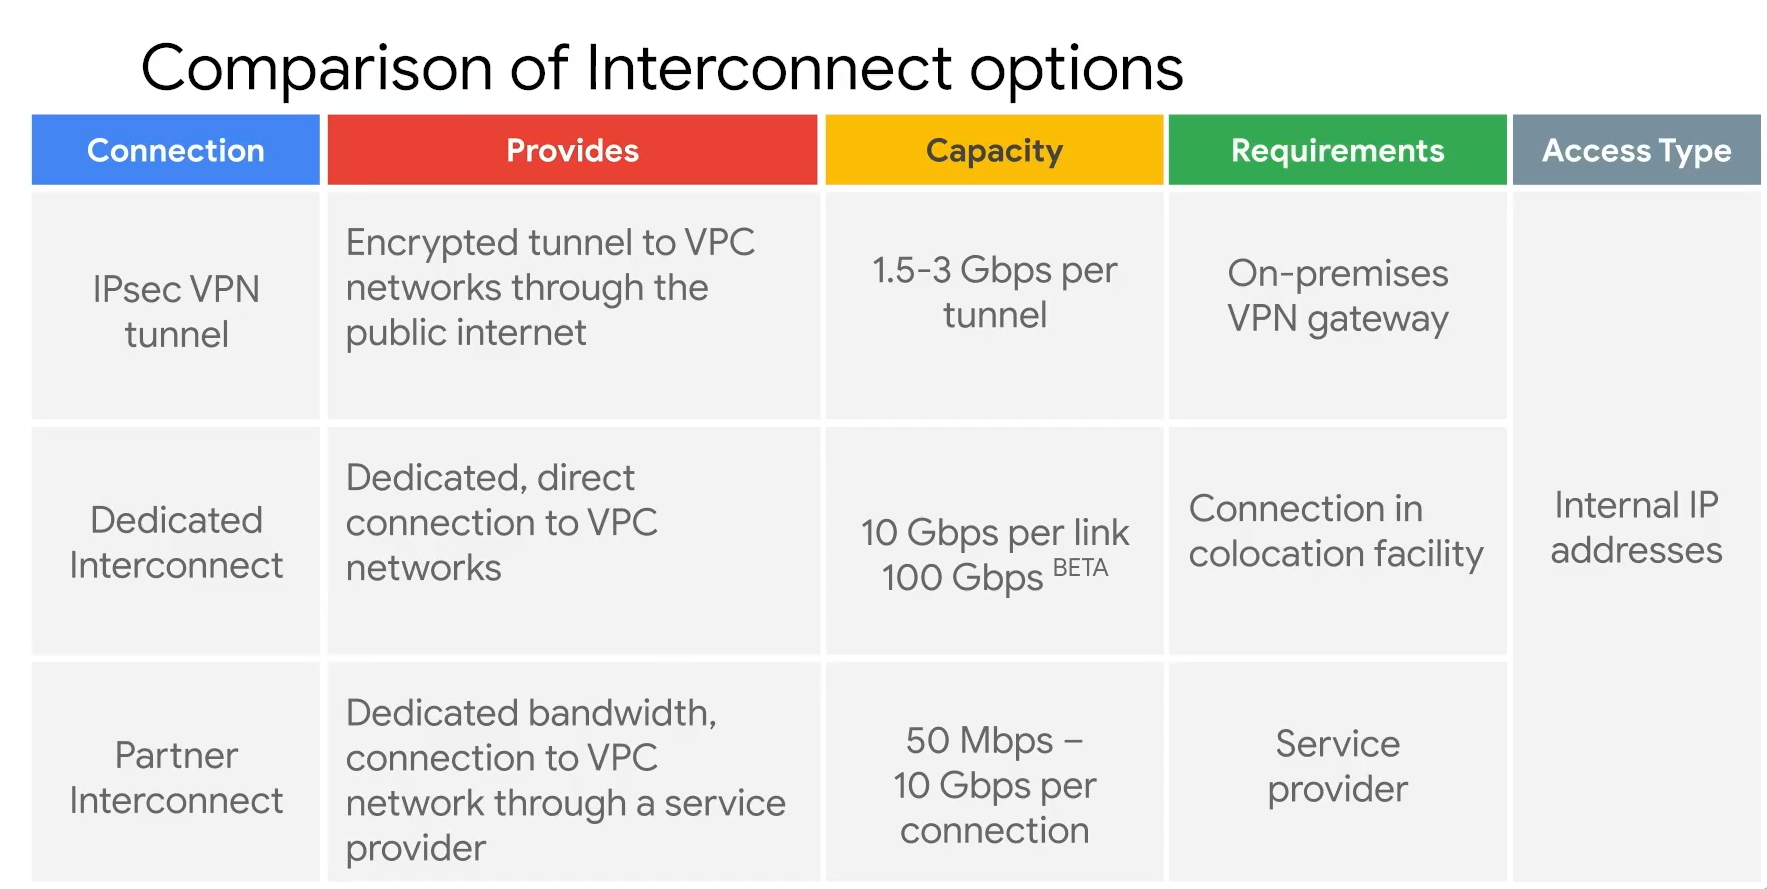 Comparison of Interconnect options
Connection
Provides
Capacity
Requirements
Access Type
IPsec VPN
tunnel
Encrypted tunnel to VPC
networks through the
public internet
1.5-3 Gbps per
tunnel
On-premises
VPN gateway
Dedicated
Interconnect
Dedicated, direct
connection to VPC
networks
10 Gbps per link
100 Gbps BETA
Connection in
colocation facility
Internal IP
addresses
Partner
Interconnect
Dedicated bandwidth,
connection to VPC
network through a service
provider
50 Mbps –
10 Gbps per
connection
Service
provider